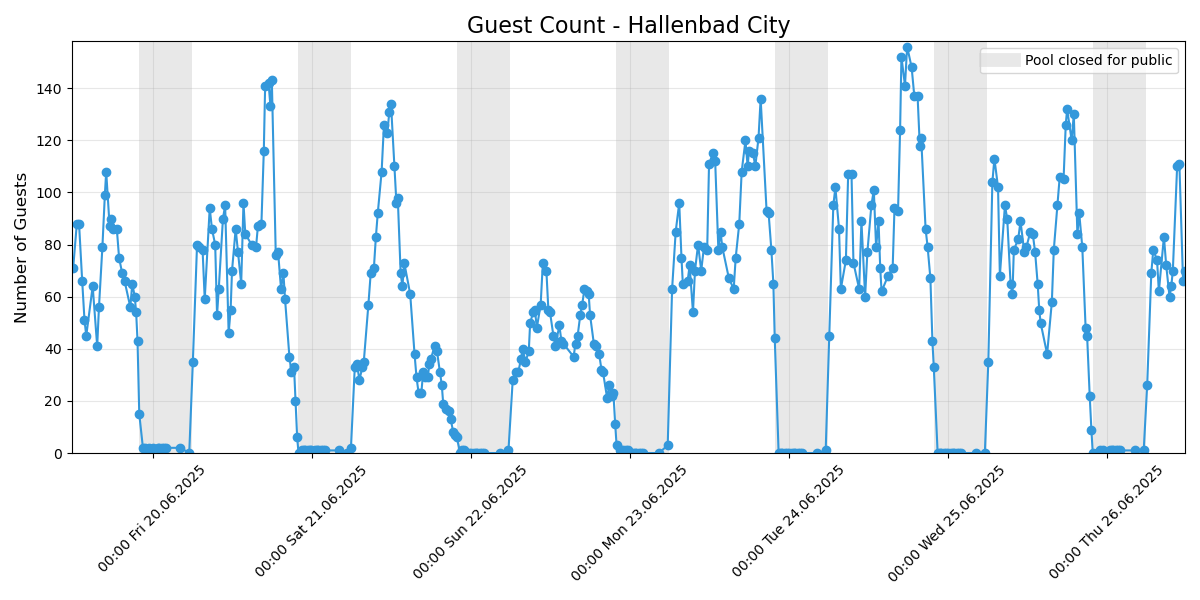 Guest Count - Hallenbad City
Pool closed for public
Number of Guests
140
120
100
80
60
40
20
0
00:00 Fri 20.06.2025
00:00 Sat 21.06.2025
00:00 Sun 22.06.2025
00:00 Mon 23.06.2025
00:00 Tue 24.06.2025
00:00 Wed 25.06.2025
00:00 Thu 26.06.2025